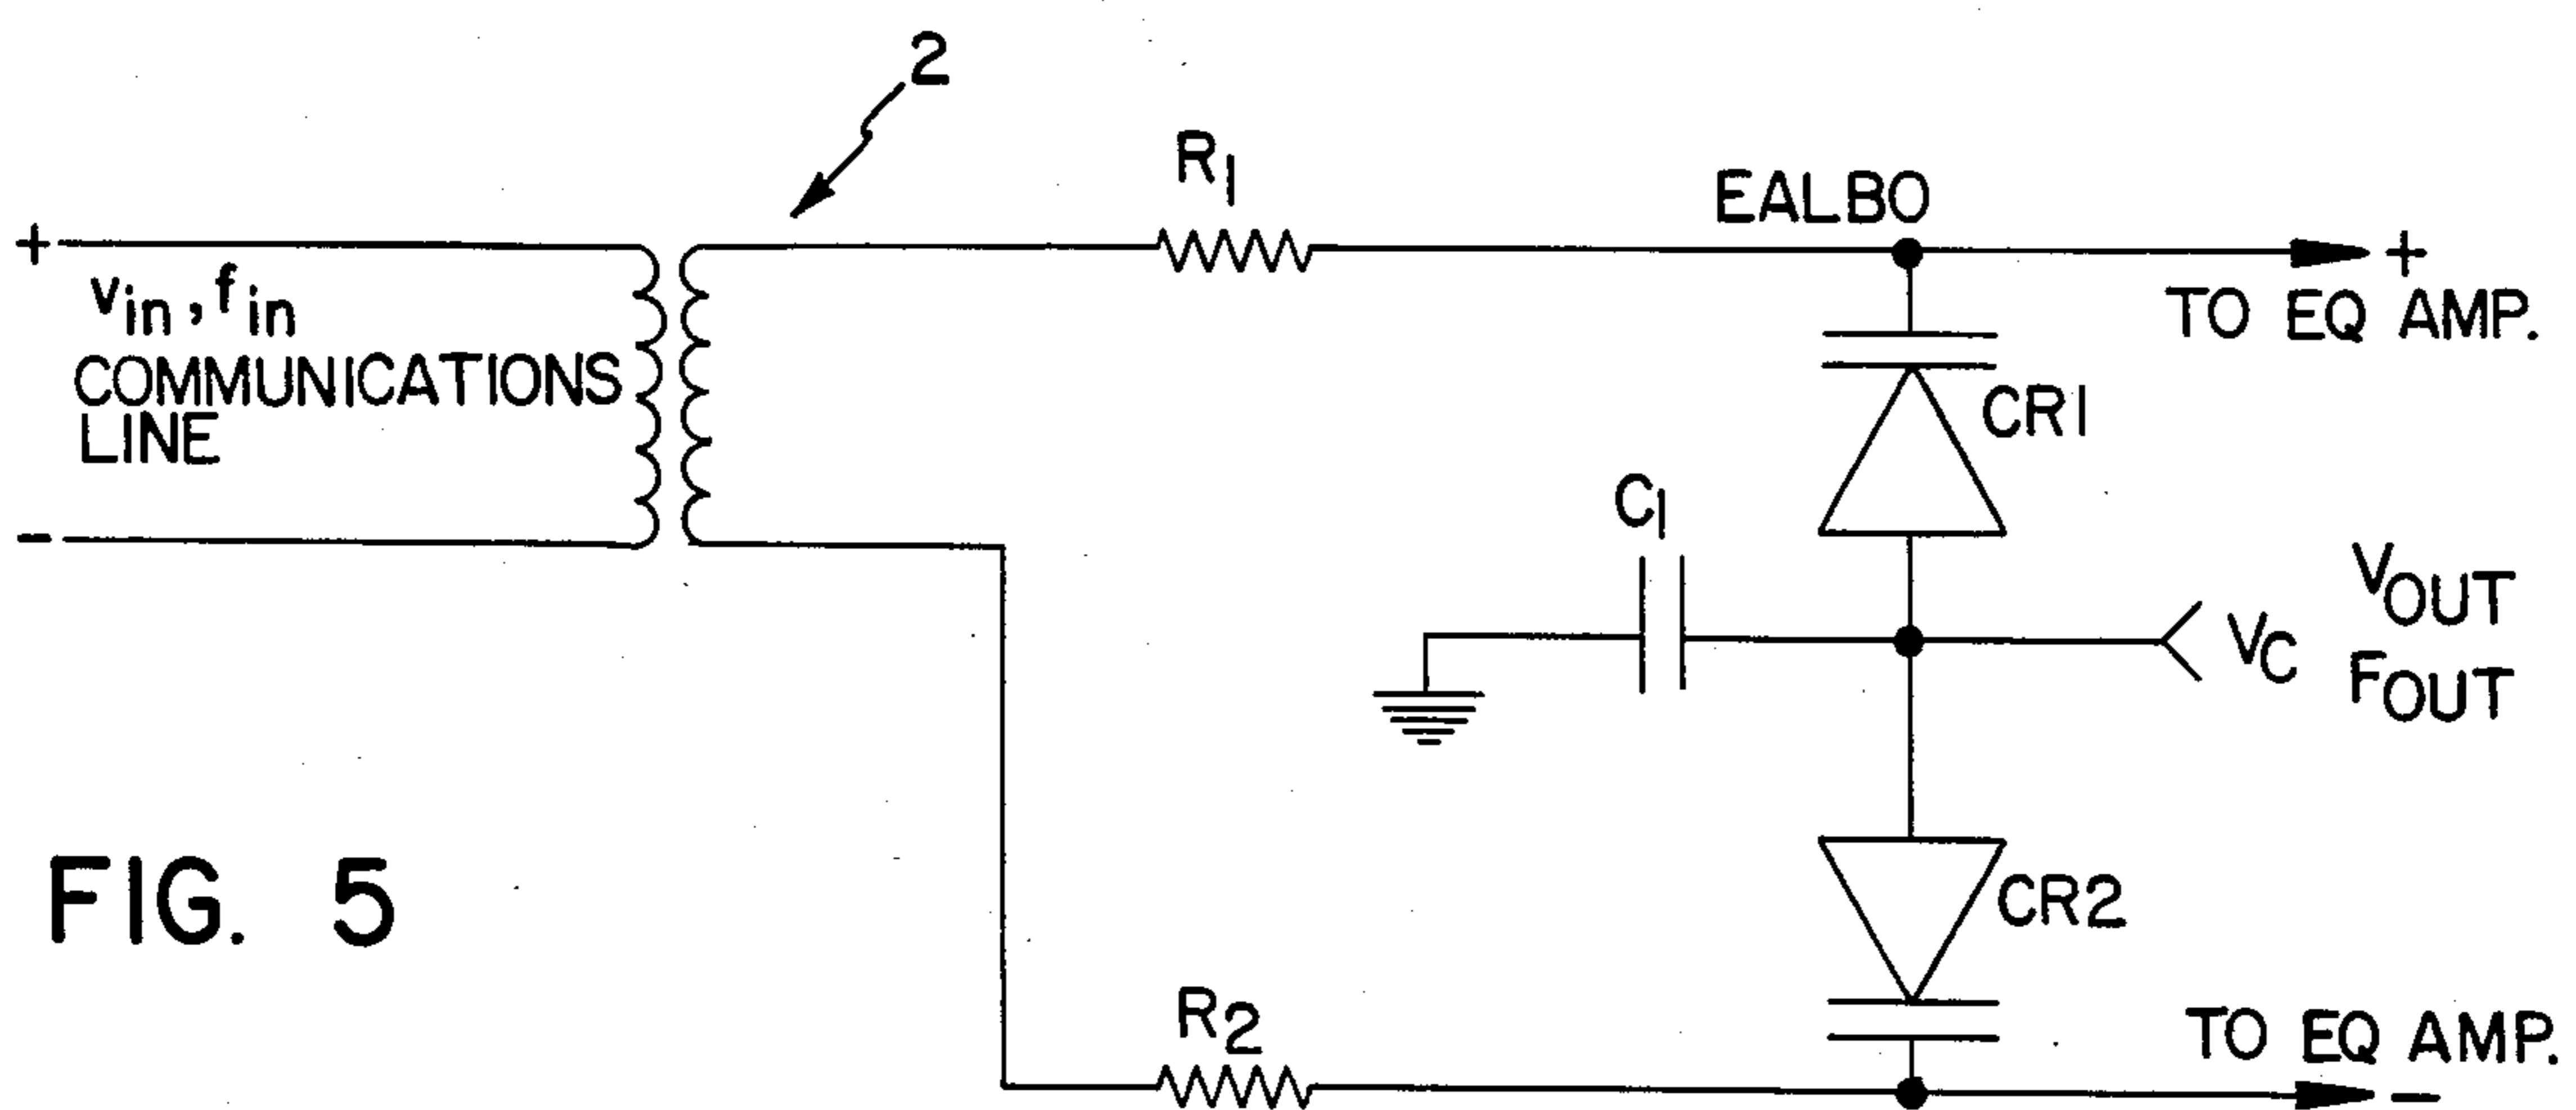 2
R1
EALBO
+
+
TO EQ AMP.
vin, fin
COMMUNICATIONS
LINE
CR1
C1
-
VC
VOUT
FOUT
FIG. 5
CR2
R2
TO EQ AMP.
-